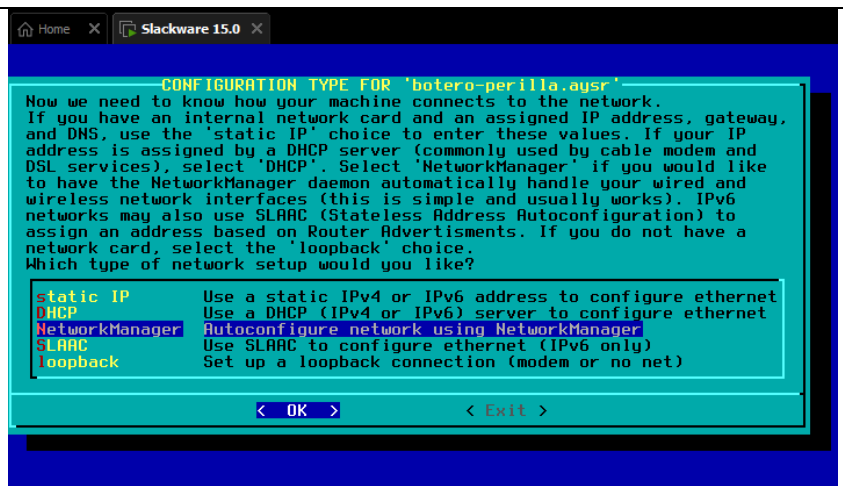 Home
Slackware 15.0
CONFIGURATION TYPE FOR 'botero-perilla.aysr'
Now we need to know how your machine connects to the network.
If you have an internal network card and an assigned IP address, gateway,
and DNS, use the 'static IP' choice to enter these values. If your IP
address is assigned by a DHCP server (commonly used by cable modem and
DSL services), select 'DHCP'. Select 'NetworkManager' if you would like
to have the NetworkManager daemon automatically handle your wired and
wireless network interfaces (this is simple and usually works). IPv6
networks may also use SLAAC (Stateless Address Autoconfiguration) to
assign an address based on Router Advertisments. If you do not have a
network card, select the 'loopback' choice.
Which type of network setup would you like?
static IP Use a static IPv4 or IPv6 address to configure ethernet
DHCP Use a DHCP (IPv4 or IPv6) server to configure ethernet
NetworkManager Autoconfigure network using NetworkManager
SLAAC Use SLAAC to configure ethernet (IPv6 only)
loopback Set up a loopback connection (modem or no net)
< OK > < Exit >